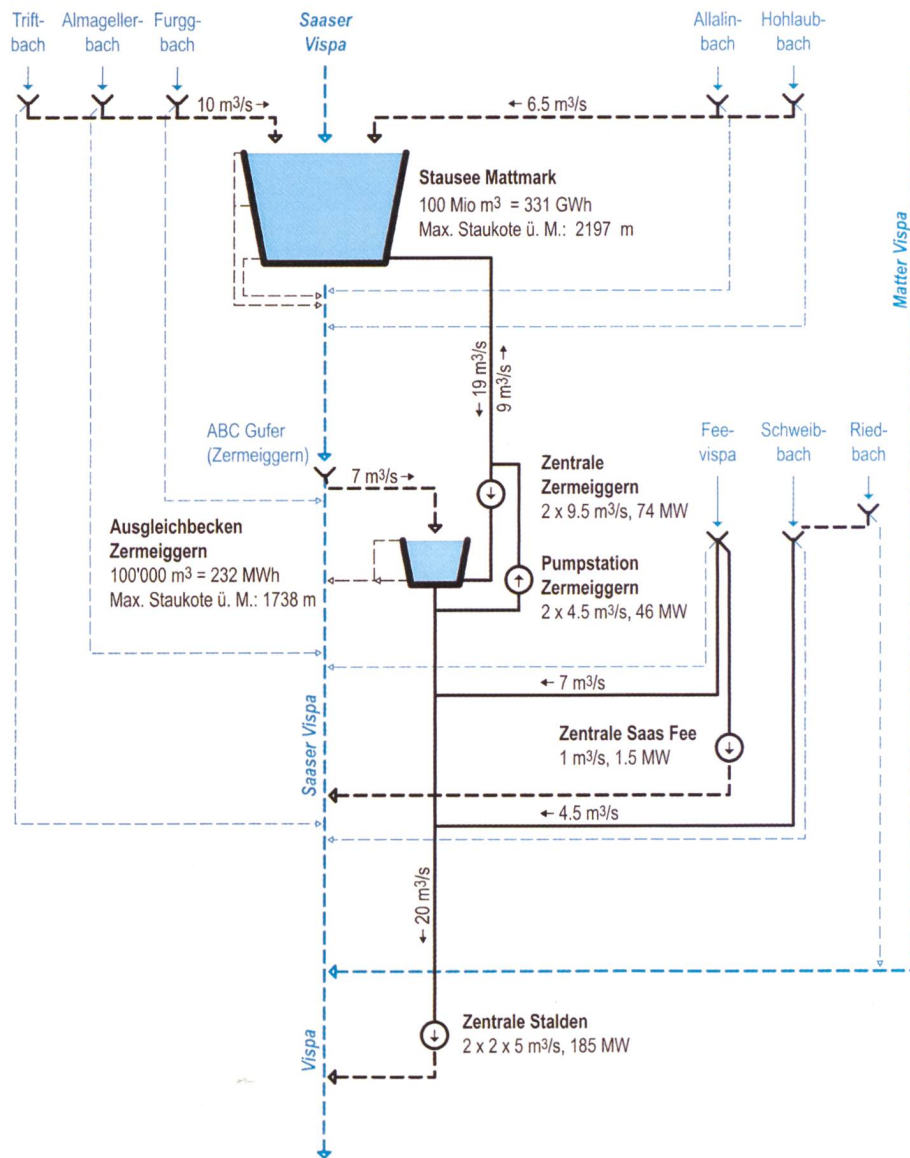 Trift-
bach
Almageller-
bach
Furgg-
bach
Saaser
Vispa
Allalin-
bach
Hohlaub-
bach
10 m³/s →
← 6.5 m³/s
Stausee Mattmark
100 Mio m³ = 331 GWh
Max. Staukote ü. M.: 2197 m
Matter Vispa
← 19 m³/s
9 m³/s →
ABC Gufer
(Zermeiggern)
7 m³/s →
Fee-
vispa
Schweib-
bach
Ried-
bach
Zentrale
Zermeiggern
2 x 9.5 m³/s, 74 MW
Ausgleichbecken
Zermeiggern
100'000 m³ = 232 MWh
Max. Staukote ü. M.: 1738 m
Pumpstation
Zermeiggern
2 x 4.5 m³/s, 46 MW
← 7 m³/s
Saaser Vispa
Zentrale Saas Fee
1 m³/s, 1.5 MW
← 4.5 m³/s
← 20 m³/s
Zentrale Stalden
2 x 2 x 5 m³/s, 185 MW
Vispa